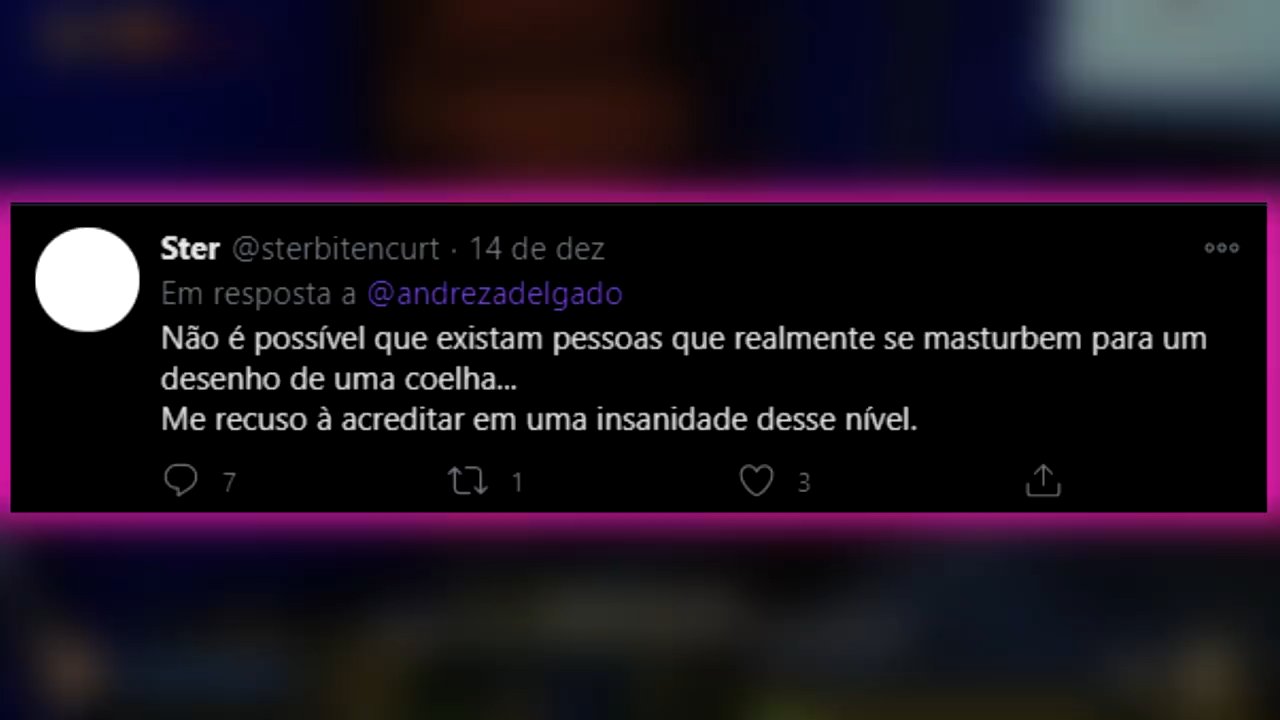 Ster @sterbitencurt · 14 de dez
Em resposta a @andrezadelgado
Não é possível que existam pessoas que realmente se masturbem para um
desenho de uma coelha...
Me recuso à acreditar em uma insanidade desse nível.
7 1 3